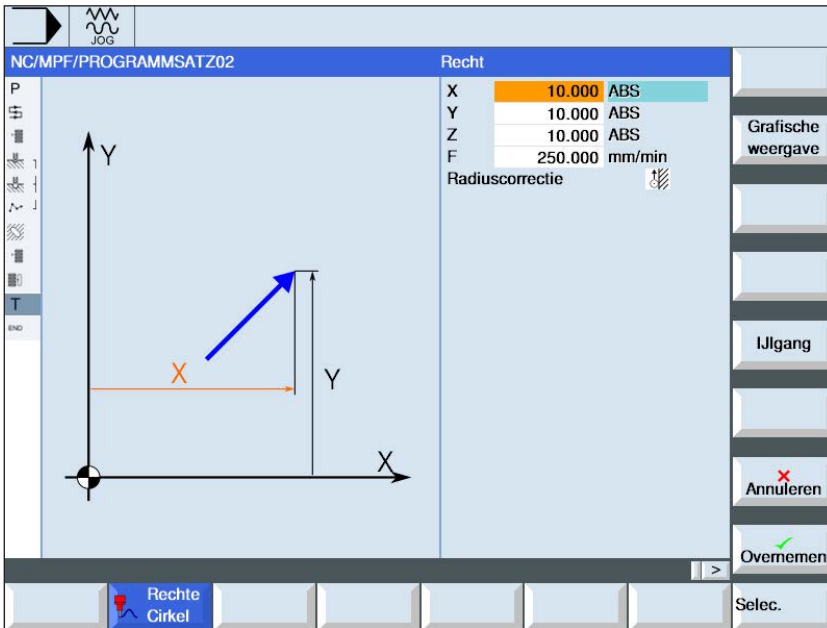 JOG
NC/MPF/PROGRAMMSATZ02
Recht
P
T
END
Y
X
Y
X
X 10.000 ABS
Y 10.000 ABS
Z 10.000 ABS
F 250.000 mm/min
Radiuscorrectie
Grafische
weergave
IJlgang
Annuleren
Overnemen
>
Rechte
Cirkel
Selec.